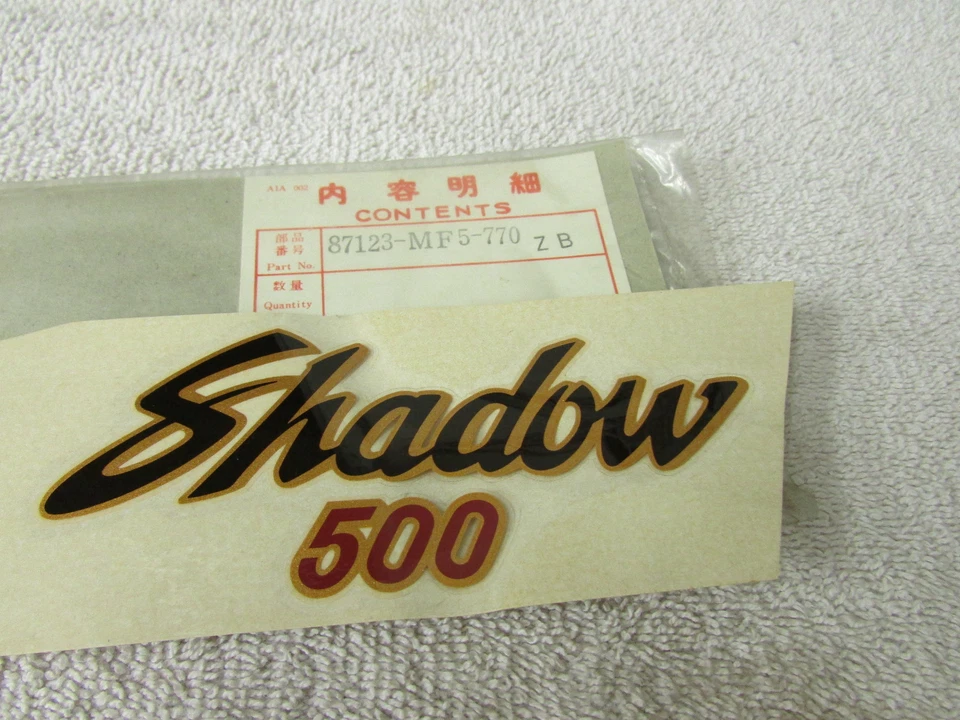 AIA 902 内容明細
CONTENTS
部品
番号
Part No.
87123-MF5-770 ZB
数量
Quantity
Shadow
500